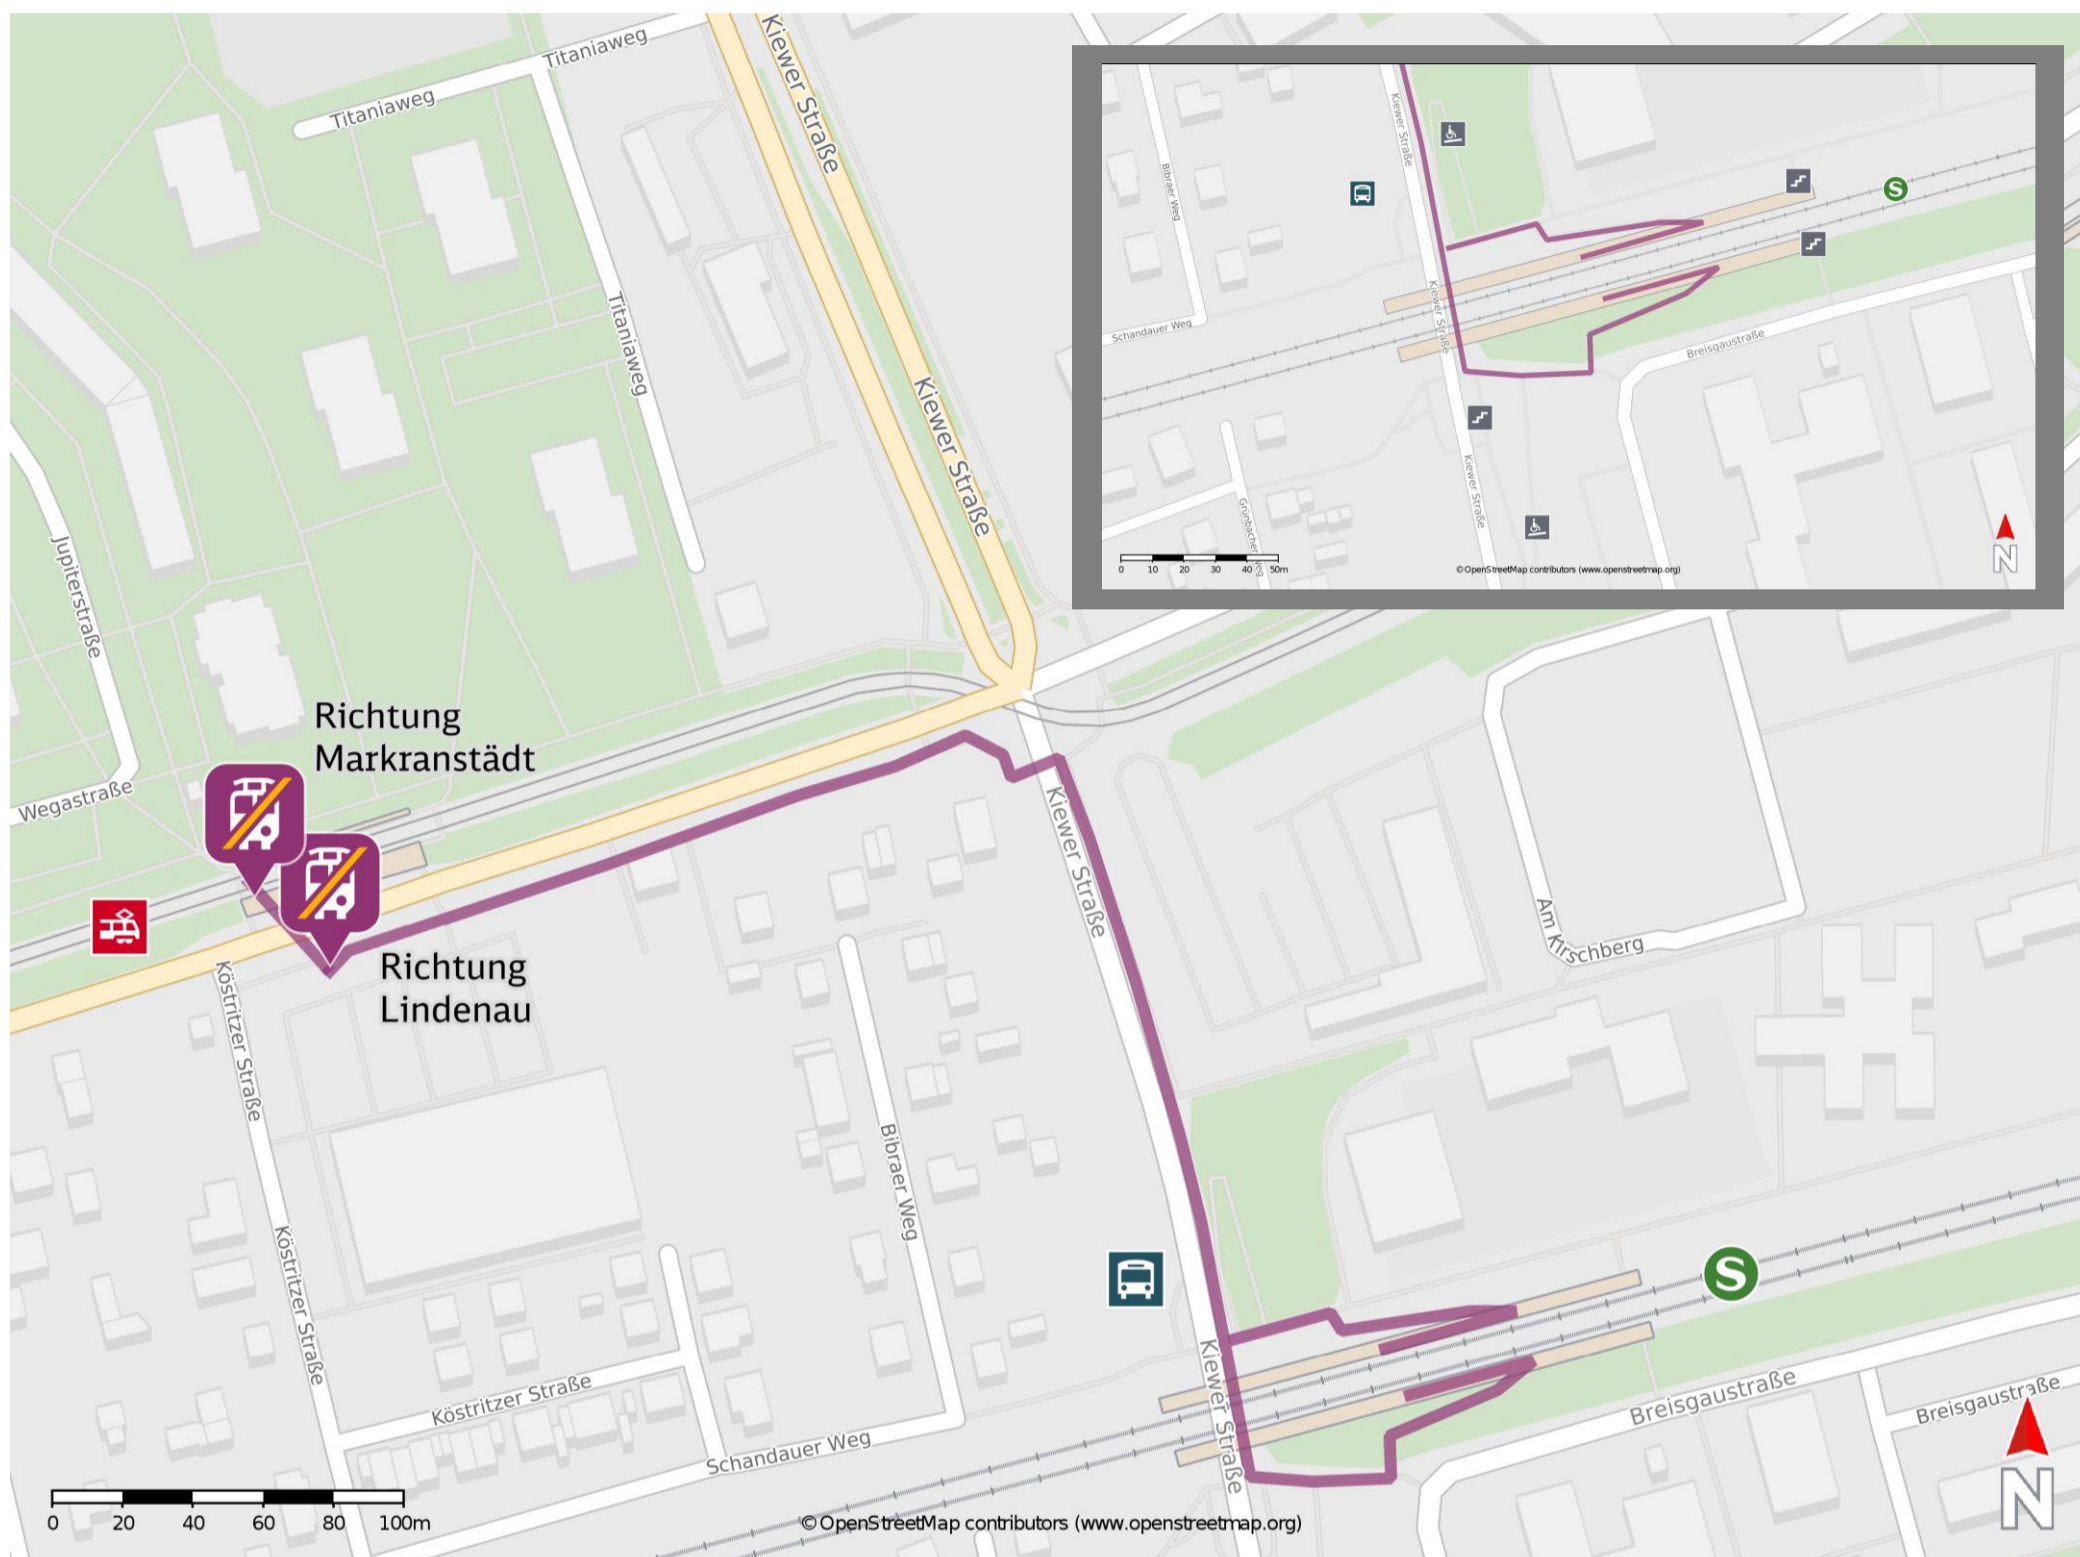 Titaniaweg
Titaniaweg
Kiewer Straße
Titaniaweg
Kiewer Straße
Jupiterstraße
Wegastraße
Richtung
Markranstädt
Richtung
Lindenau
Köstritzer Straße
Köstritzer Straße
Köstritzer Straße
Bibraer Weg
Schandauer Weg
Kiewer Straße
Kiewer Straße
Am Kirschberg
S
Breisgaustraße
Breisgaustraße
N
0 20 40 60 80 100m
©OpenStreetMap contributors (www.openstreetmap.org)
Kiewer Straße
Bibraer Weg
S
Kiewer Straße
Schandauer Weg
Breisgaustraße
Kiewer Straße
Grünbacher Weg
0 10 20 30 40 50m
©OpenStreetMap contributors (www.openstreetmap.org)
N